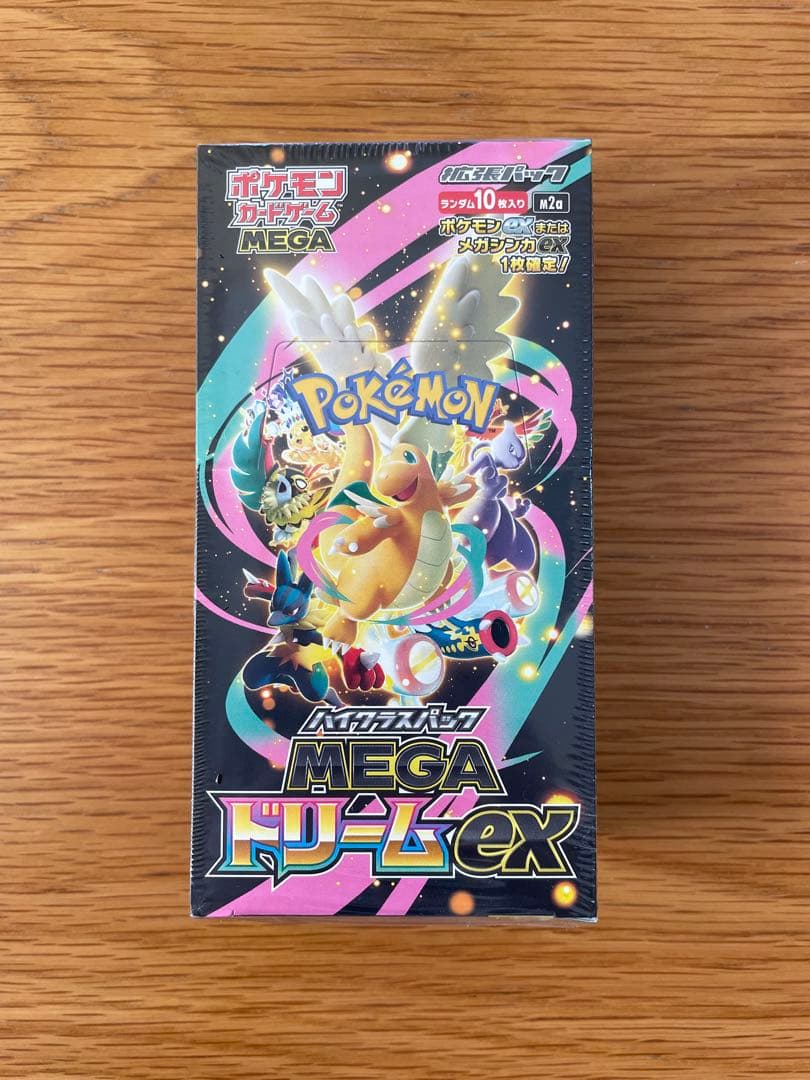 ポケモン
カードゲーム
MEGA
拡張パック
ランダム10枚入り M2a
ポケモンexまたは
メガシンカex
1枚確定!
POKÉMON
TM
ハイクラスパック
MEGA
ドリームex